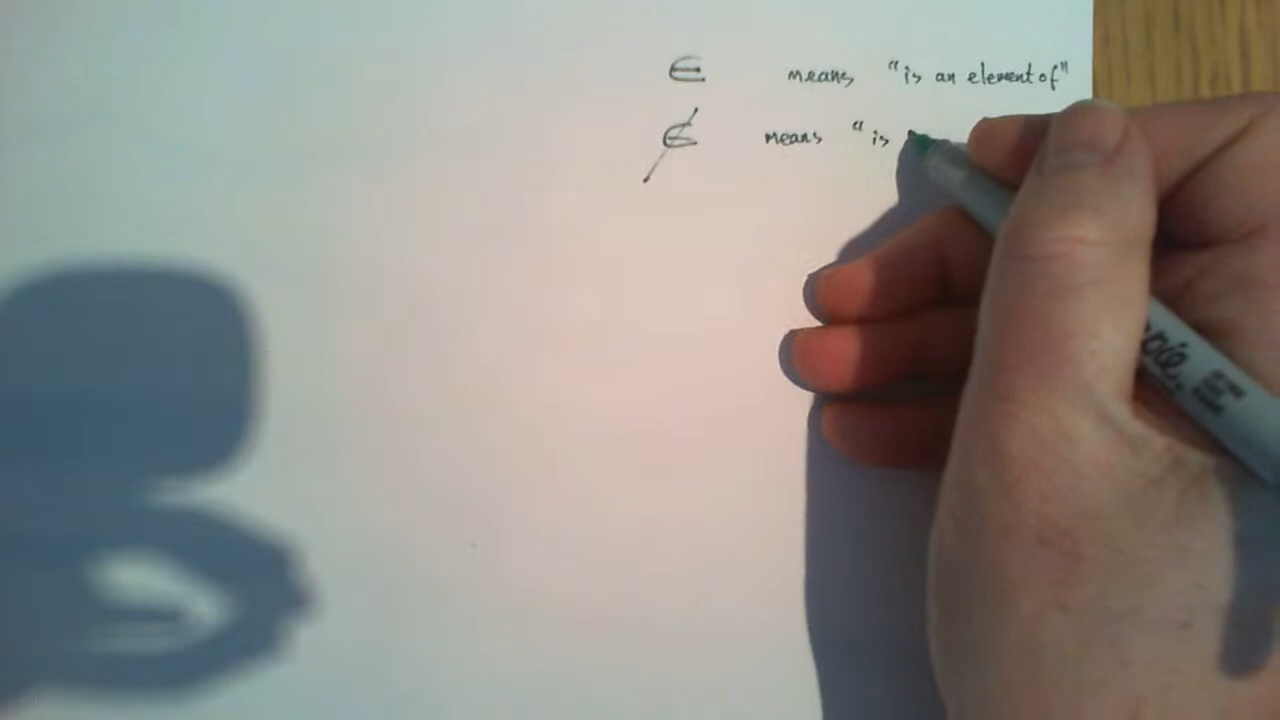 ∈ means "is an element of"
∉ means "is